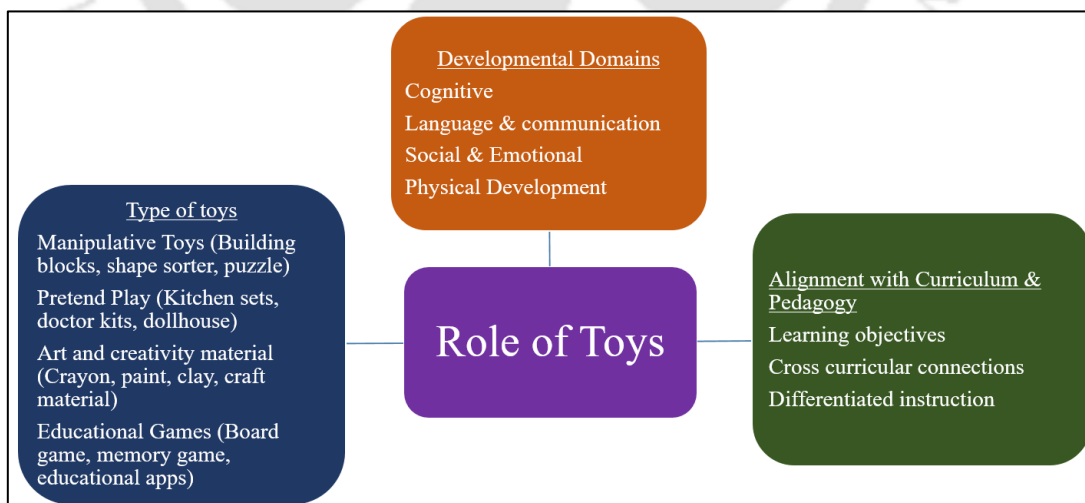 Developmental Domains
Cognitive
Language & communication
Social & Emotional
Physical Development
Type of toys
Manipulative Toys (Building
blocks, shape sorter, puzzle)
Pretend Play (Kitchen sets,
doctor kits, dollhouse)
Art and creativity material
(Crayon, paint, clay, craft
material)
Educational Games (Board
game, memory game,
educational apps)
Role of Toys
Alignment with Curriculum &
Pedagogy
Learning objectives
Cross curricular connections
Differentiated instruction